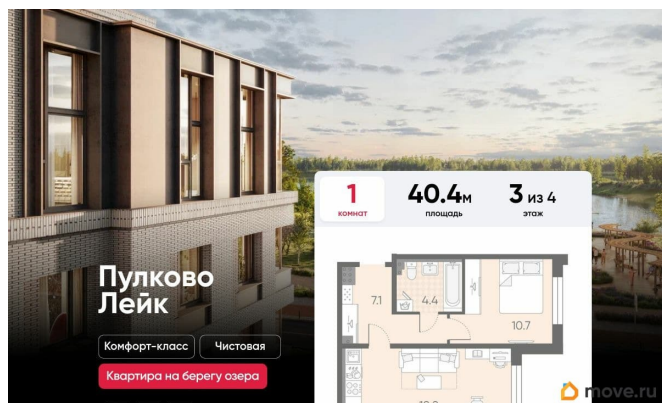 1
комнат
40.4м
площадь
3 из 4
этаж
Пулково
Лейк
Комфорт-класс
Чистовая
Квартира на берегу озера
7.1
4.4
10.7
move.ru